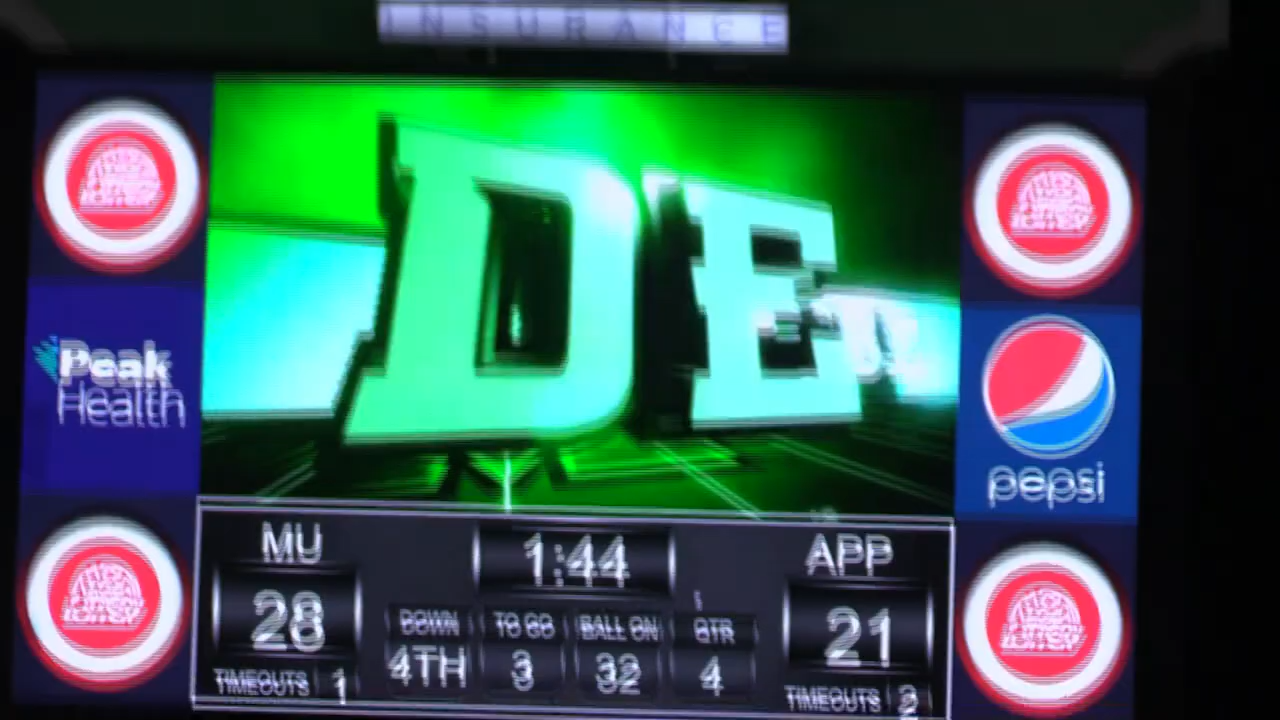 INSURANCE
DE
Peak
Health
pepsi
MU
1:44
APP
28
21
DOWN
TO GO
BALL ON
QTR
4TH
3
32
4
TIMEOUTS 1
TIMEOUTS 2